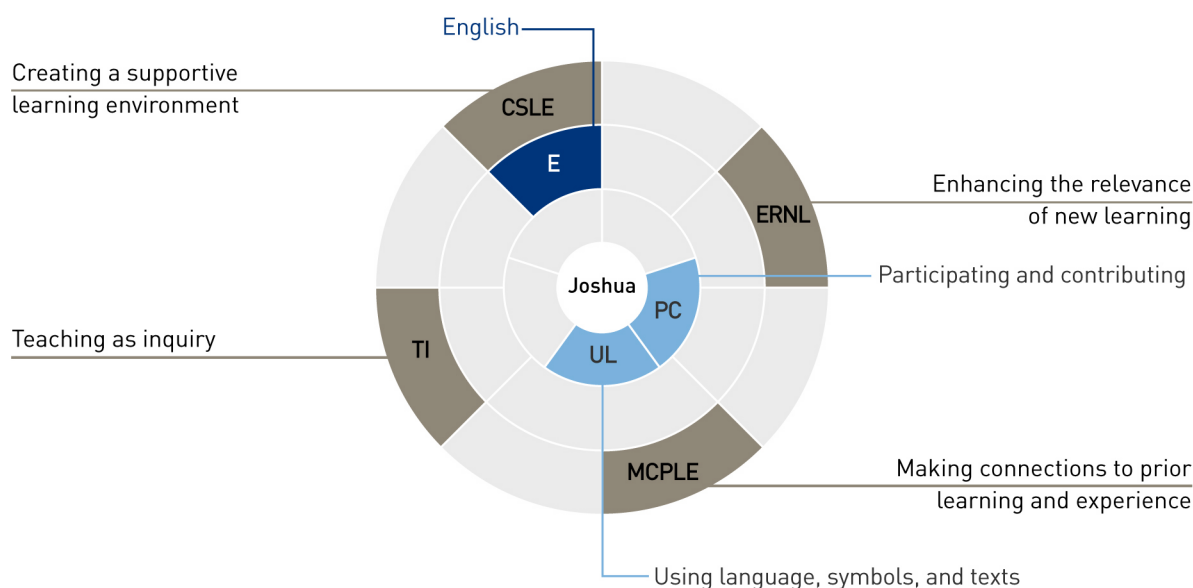 English
Creating a supportive
learning environment
CSLE
E
Enhancing the relevance
of new learning
ERNL
Participating and contributing
Joshua
PC
Teaching as inquiry
TI
UL
MCPLE
Making connections to prior
learning and experience
Using language, symbols, and texts